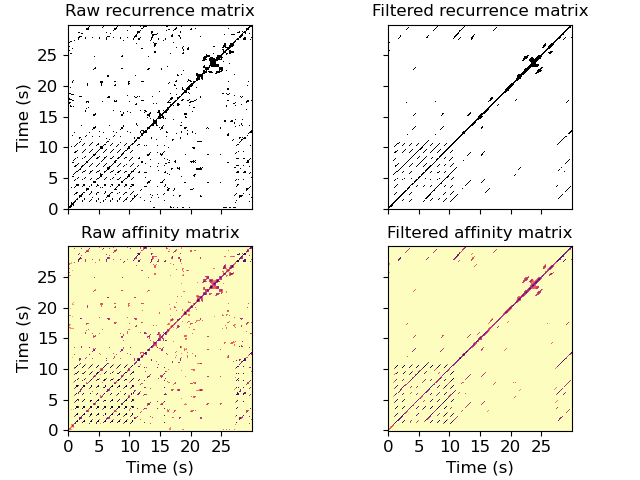 Raw recurrence matrix
Filtered recurrence matrix
Time (s)
25
20
15
10
5
0
Raw affinity matrix
Filtered affinity matrix
Time (s)
25
20
15
10
5
0
0 5 10 15 20 25
0 5 10 15 20 25
Time (s)
Time (s)